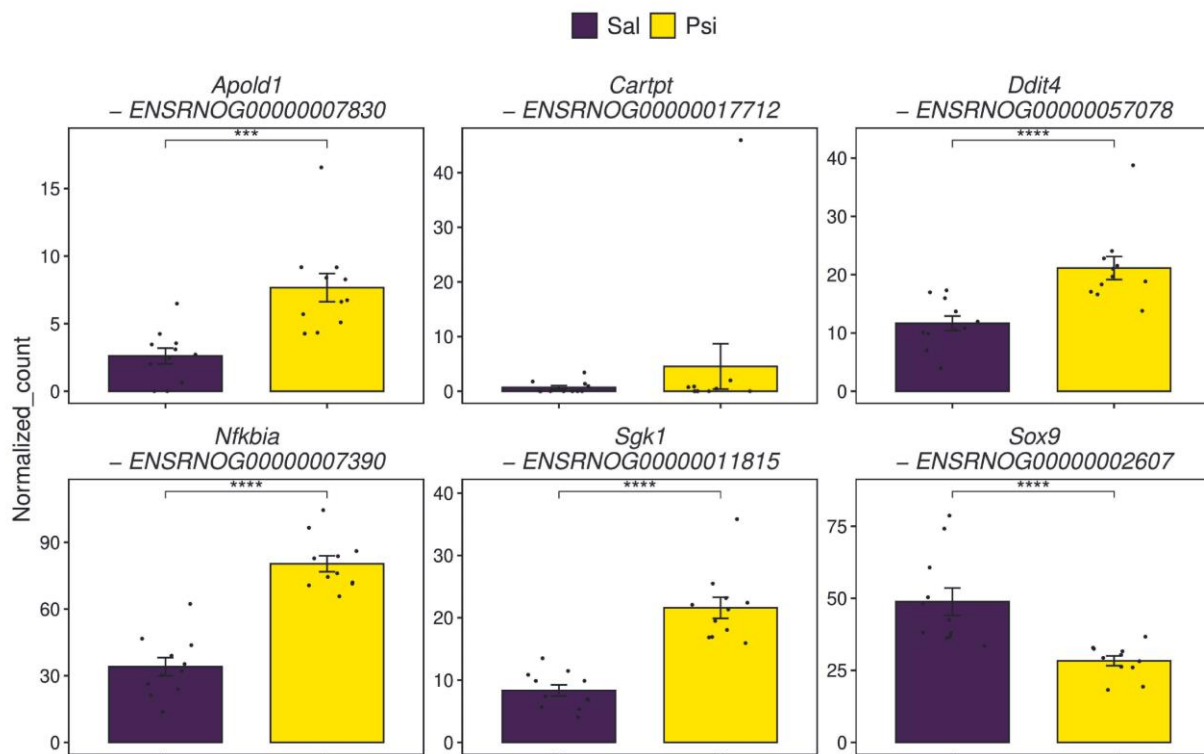 Sal Psi
Apold1
– ENSRNOG00000007830
Cartpt
– ENSRNOG00000017712
Ddit4
– ENSRNOG00000057078
***
****
15
10
5
0
40
30
20
10
0
40
30
20
10
0
Normalized_count
Nfkbia
– ENSRNOG00000007390
Sgk1
– ENSRNOG00000011815
Sox9
– ENSRNOG00000002607
****
****
****
90
60
30
0
40
30
20
10
0
75
50
25
0